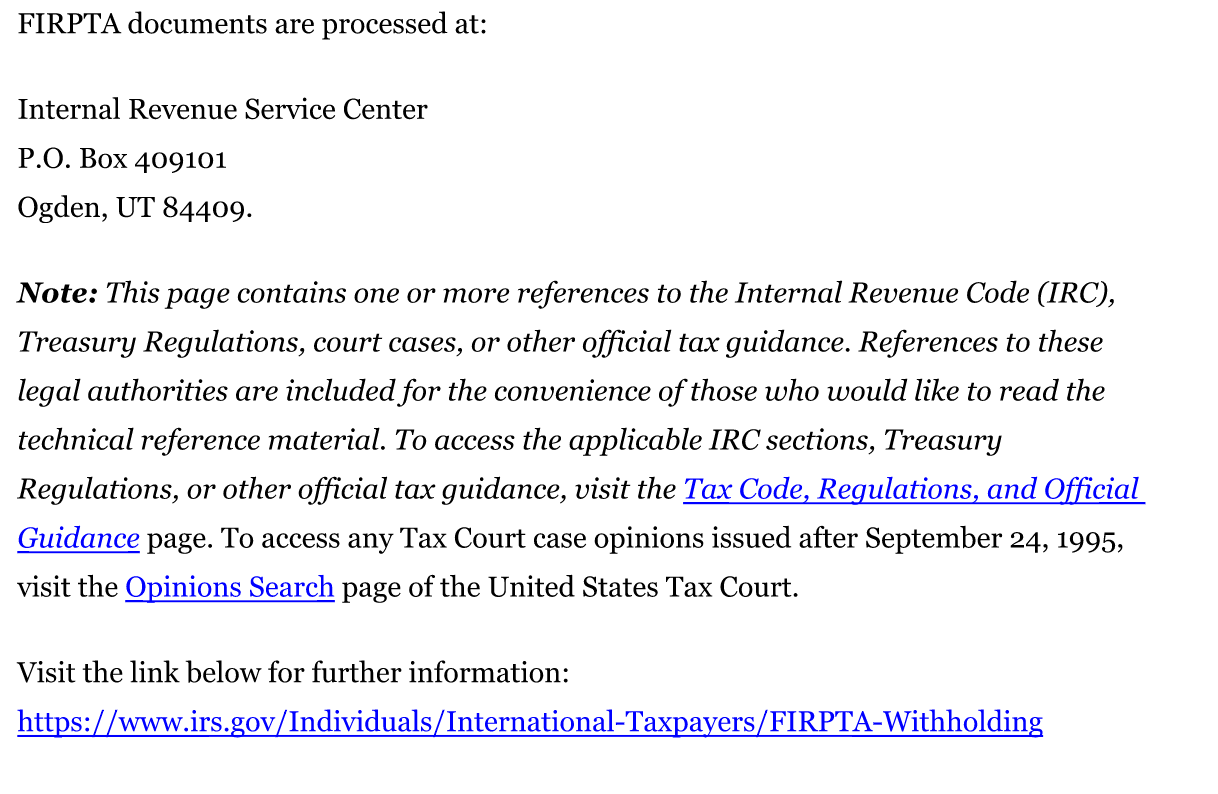 FIRPTA documents are processed at:
Internal Revenue Service Center
P.O. Box 409101
Ogden, UT 84409.
Note: This page contains one or more references to the Internal Revenue Code (IRC),
Treasury Regulations, court cases, or other official tax guidance. References to these
legal authorities are included for the convenience of those who would like to read the
technical reference material. To access the applicable IRC sections, Treasury
Regulations, or other official tax guidance, visit the Tax Code, Regulations, and Official
Guidance page. To access any Tax Court case opinions issued after September 24, 1995,
visit the Opinions Search page of the United States Tax Court.
Visit the link below for further information:
https://www.irs.gov/Individuals/International-Taxpayers/FIRPTA-Withholding